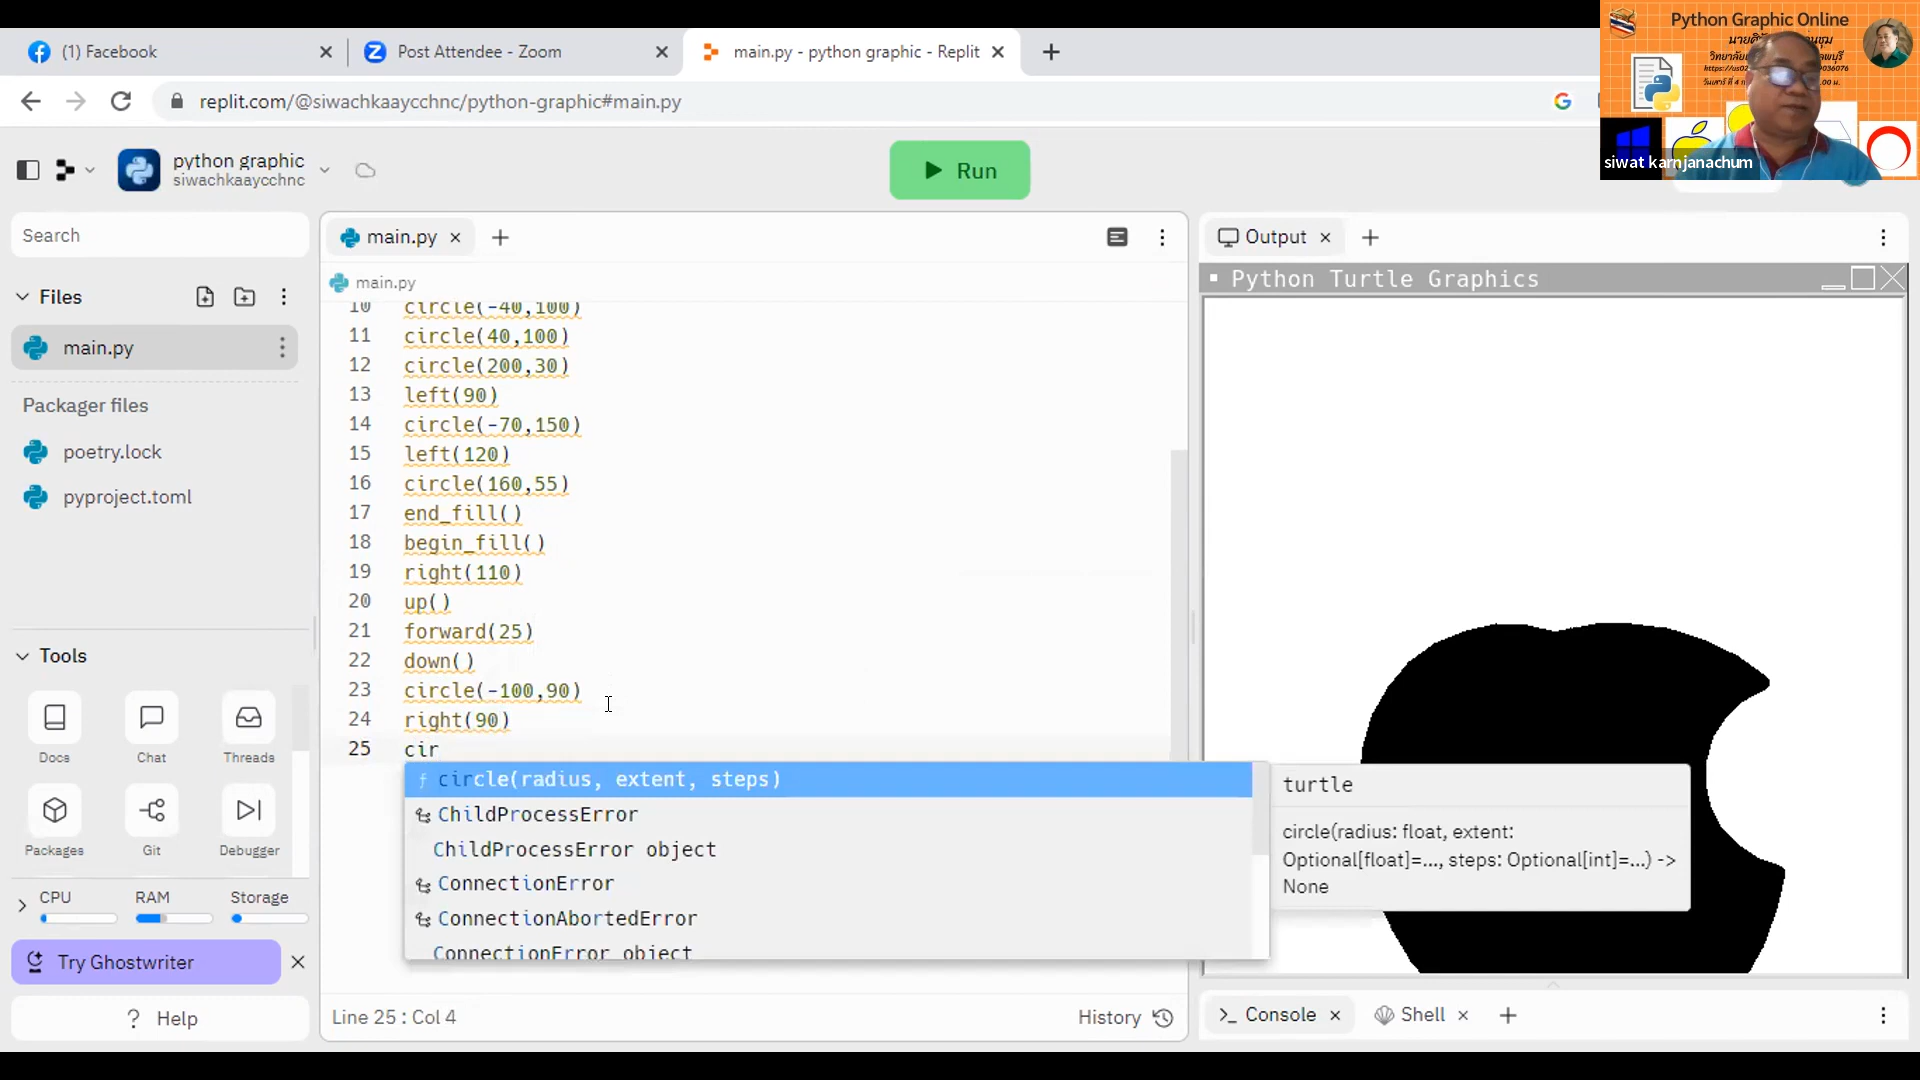 (1) Facebook
Post Attendee - Zoom
main.py - python graphic - Replit
replit.com/@siwachkaaycchnc/python-graphic#main.py
Python Graphic Online
siwat karnjanachum
python graphic
siwachkaaycchnc
Run
Search
Files
main.py
Packager files
poetry.lock
pyproject.toml
Tools
Docs
Chat
Threads
Packages
Git
Debugger
CPU
RAM
Storage
Try Ghostwriter
? Help
main.py
main.py
10 circle(-40,100)
11 circle(40,100)
12 circle(200,30)
13 left(90)
14 circle(-70,150)
15 left(120)
16 circle(160,55)
17 end_fill()
18 begin_fill()
19 right(110)
20 up()
21 forward(25)
22 down()
23 circle(-100,90)
24 right(90)
25 cir
f circle(radius, extent, steps)
ChildProcessError
ChildProcessError object
ConnectionError
ConnectionAbortedError
ConnectionError object
turtle
circle(radius: float, extent:
Optional[float]=..., steps: Optional[int]=...) ->
None
Line 25 : Col 4
History
Output
Python Turtle Graphics
Console
Shell